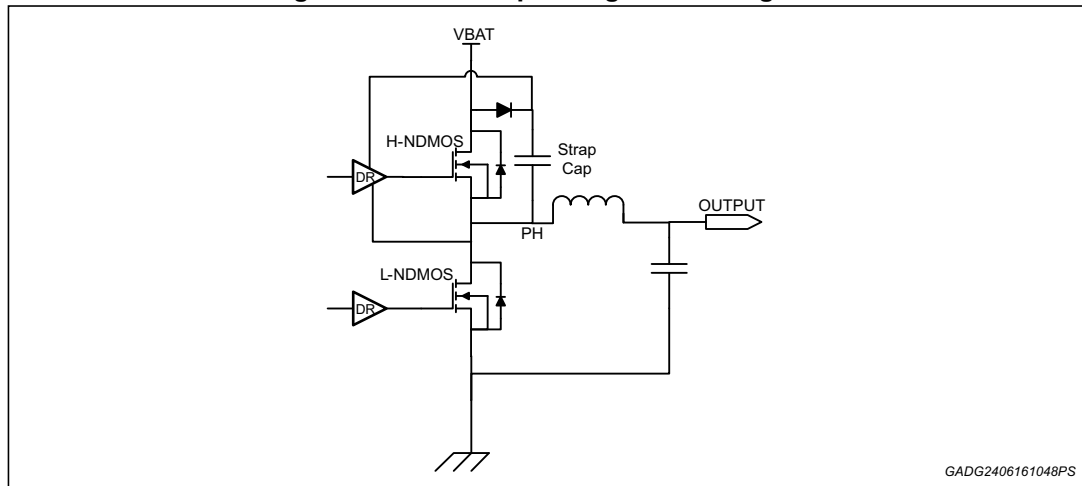 VBAT
H-NDMOS
Strap
Cap
DR
OUTPUT
PH
L-NDMOS
DR
GADG2406161048PS